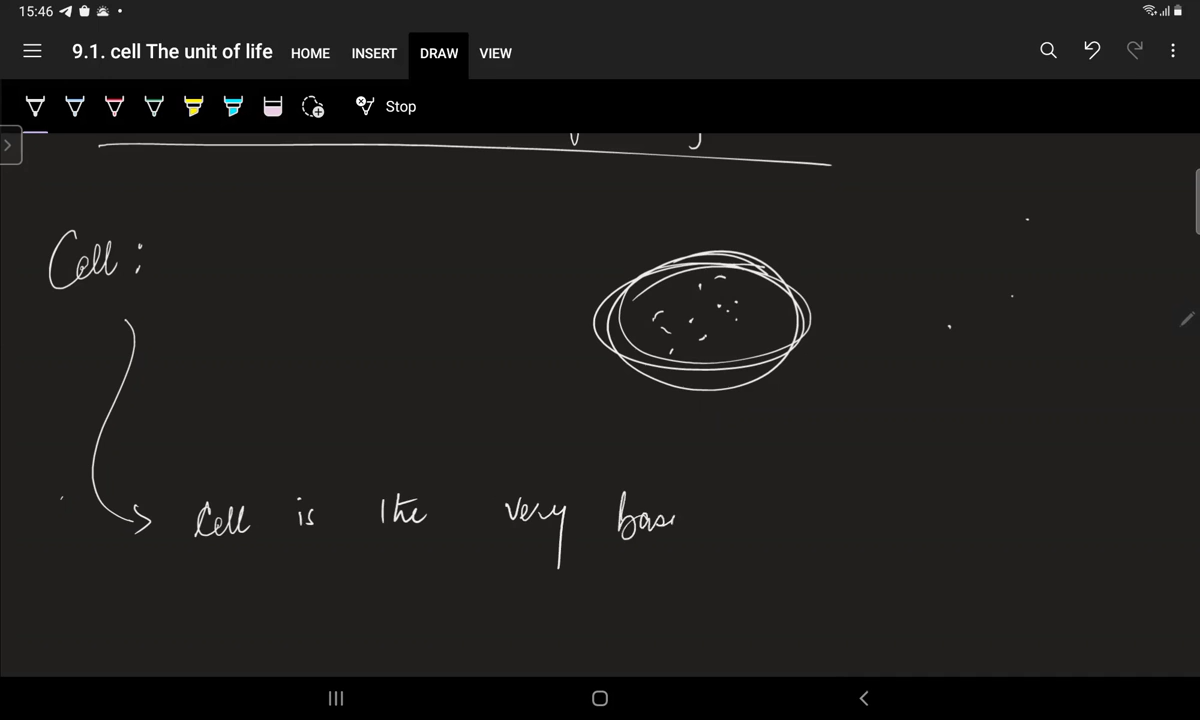 15:46
9.1. cell The unit of life HOME INSERT DRAW VIEW
Stop
Cell:
Cell is the very basi